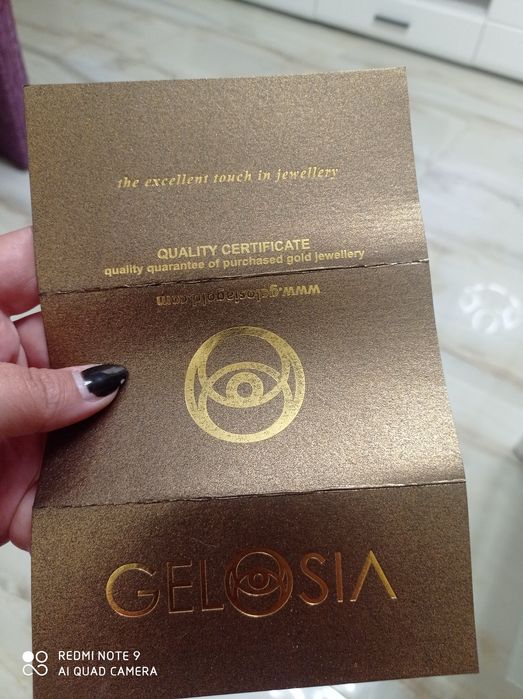 the excellent touch in jewellery
QUALITY CERTIFICATE
quality quarantee of purchased gold jewellery
www.gelosiagold.com
GELOSIA
REDMI NOTE 9
AI QUAD CAMERA